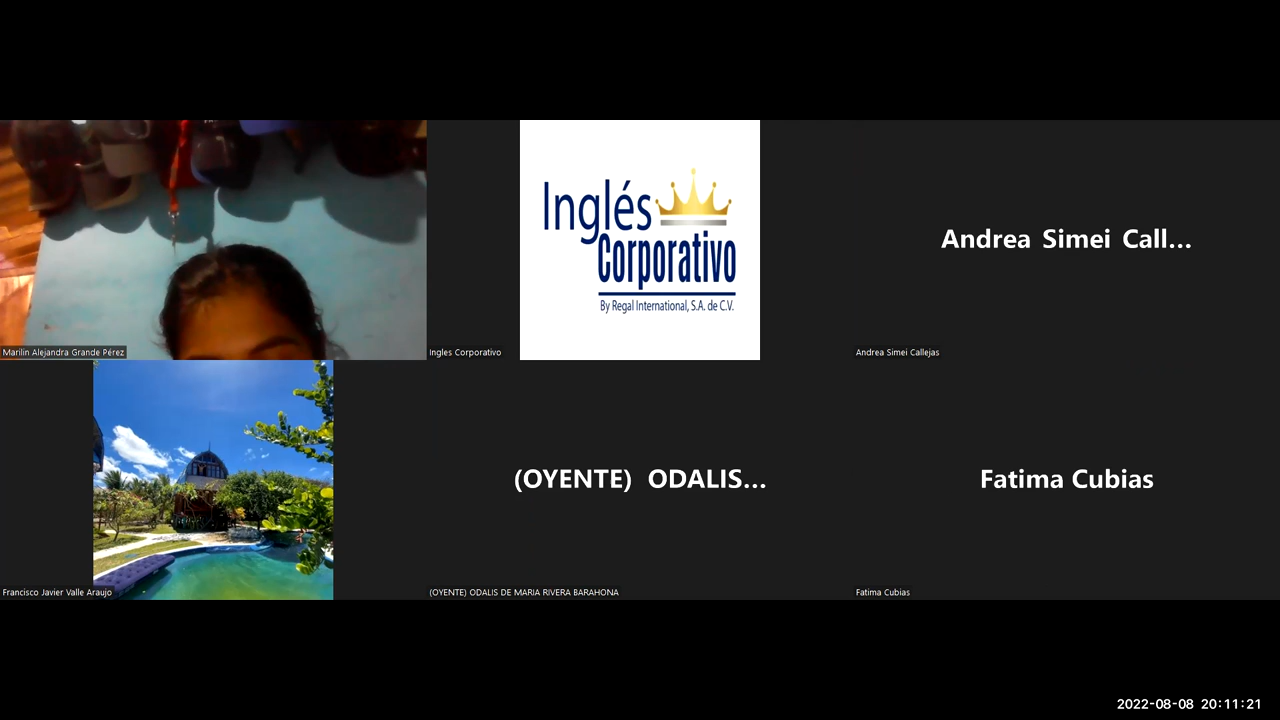 Inglés
Corporativo
By Regal International, S.A. de C.V.
Andrea Simei Call...
Marilin Alejandra Grande Pérez
Ingles Corporativo
Andrea Simei Callejas
(OYENTE) ODALIS...
Fatima Cubias
Francisco Javier Valle Araujo
(OYENTE) ODALIS DE MARIA RIVERA BARAHONA
Fatima Cubias
2022-08-08 20:11:21